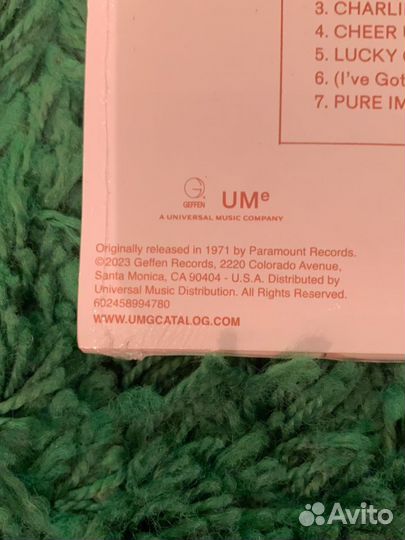 3. CHARLI
4. CHEER
5. LUCKY
6. (I've Got
7. PURE IM
G
GEFFEN
UMe
A UNIVERSAL MUSIC COMPANY
Originally released in 1971 by Paramount Records.
©2023 Geffen Records, 2220 Colorado Avenue,
Santa Monica, CA 90404 - U.S.A. Distributed by
Universal Music Distribution. All Rights Reserved.
602458994780
WWW.UMGCATALOG.COM
Avito